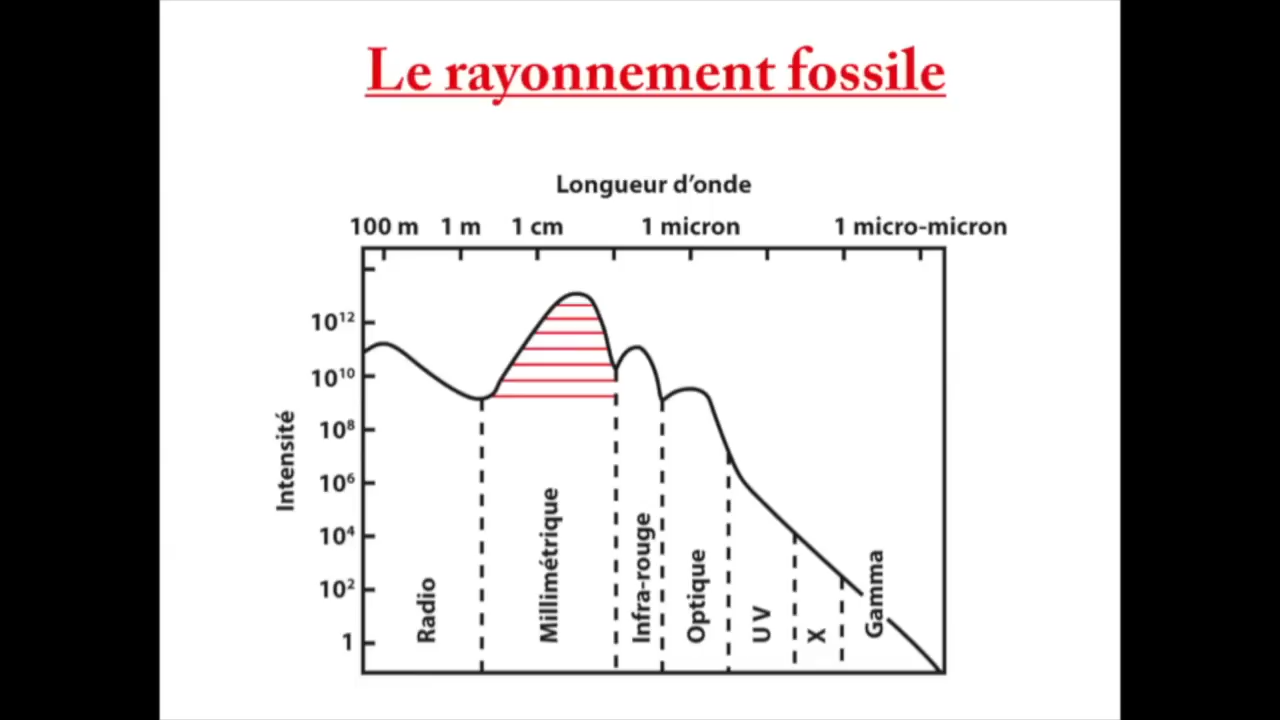 Le rayonnement fossile
Longueur d’onde
100 m 1 m 1 cm 1 micron 1 micro-micron
Intensité
10¹²
10¹⁰
10⁸
10⁶
10⁴
10²
1
Radio
Millimétrique
Infra-rouge
Optique
UV
X
Gamma